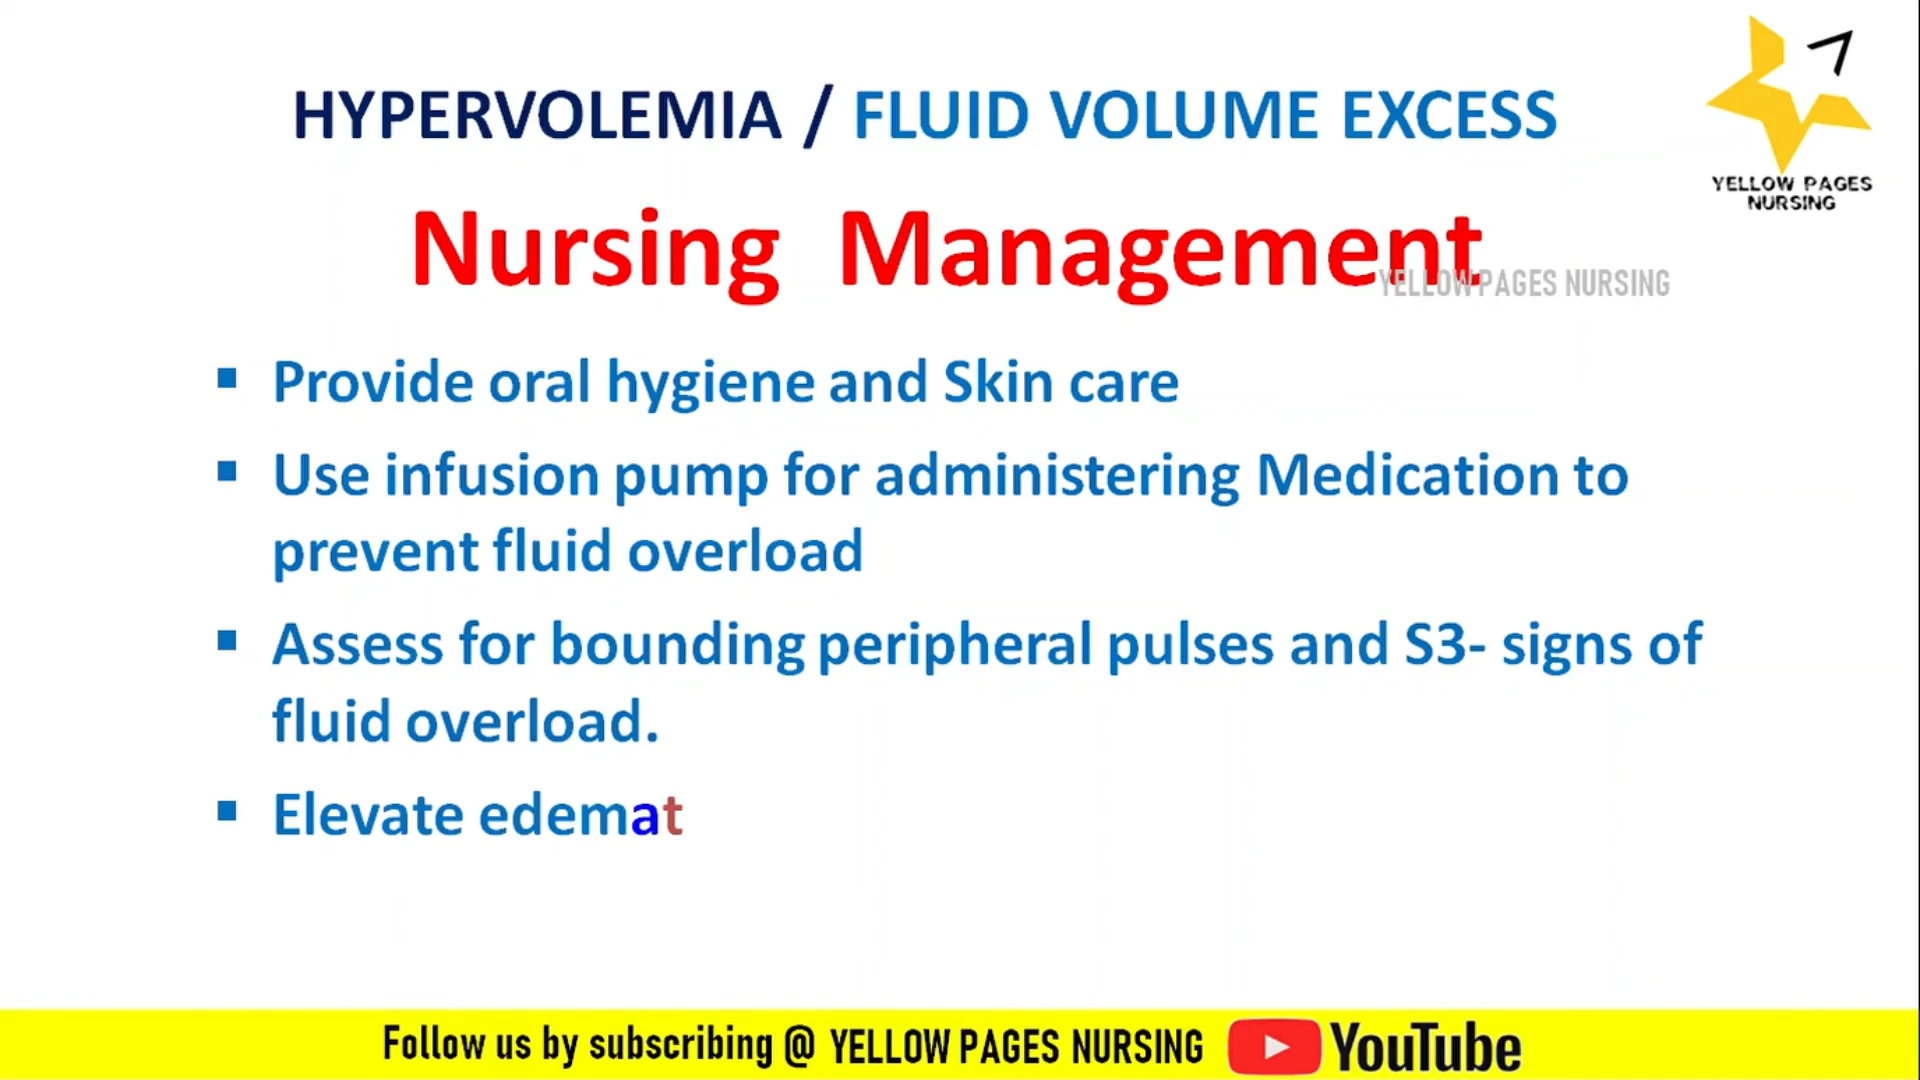 HYPERVOLEMIA / FLUID VOLUME EXCESS
YELLOW PAGES
NURSING
Nursing Management
YELLOW PAGES NURSING
▪ Provide oral hygiene and Skin care
▪ Use infusion pump for administering Medication to
prevent fluid overload
▪ Assess for bounding peripheral pulses and S3- signs of
fluid overload.
▪ Elevate edemat
Follow us by subscribing @ YELLOW PAGES NURSING YouTube